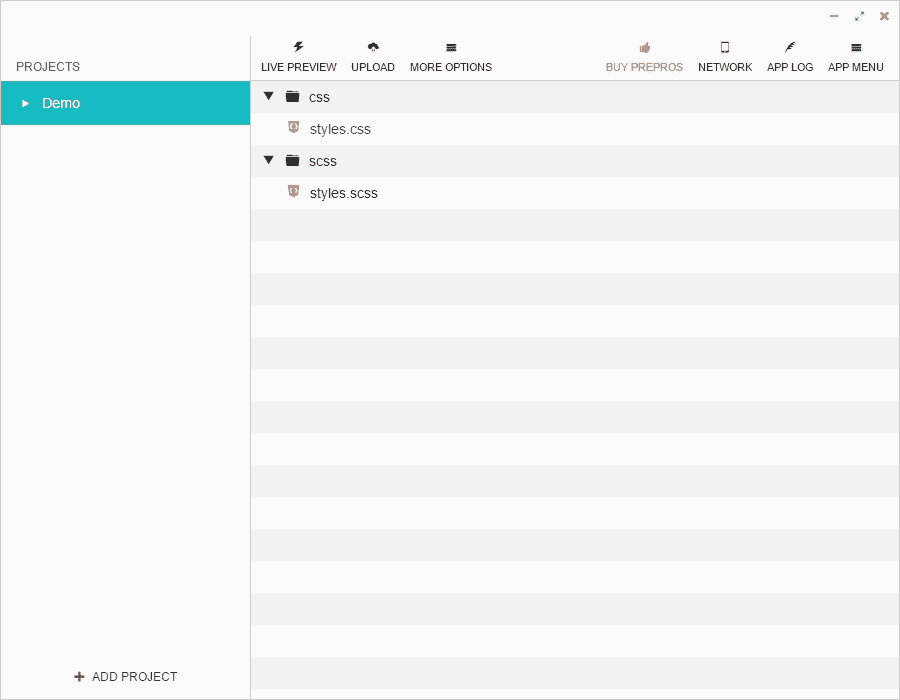 PROJECTS
Demo
ADD PROJECT
LIVE PREVIEW UPLOAD MORE OPTIONS BUY PREPROS NETWORK APP LOG APP MENU
css
styles.css
scss
styles.scss